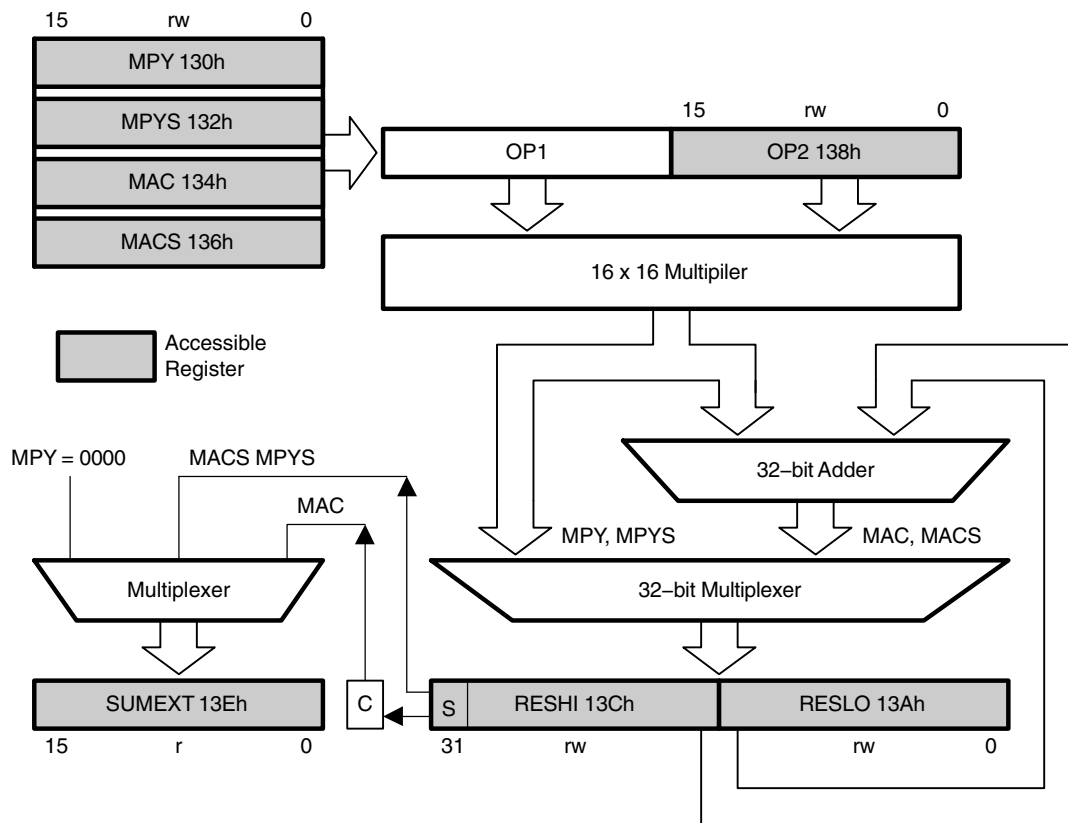 15 rw 0
MPY 130h
MPYS 132h
MAC 134h
MACS 136h
15 rw 0
OP1 OP2 138h
16 x 16 Multipiler
Accessible
Register
32–bit Adder
MPY = 0000 MACS MPYS
MAC
MPY, MPYS MAC, MACS
Multiplexer
32–bit Multiplexer
SUMEXT 13Eh C S RESHI 13Ch RESLO 13Ah
15 r 0 31 rw rw 0